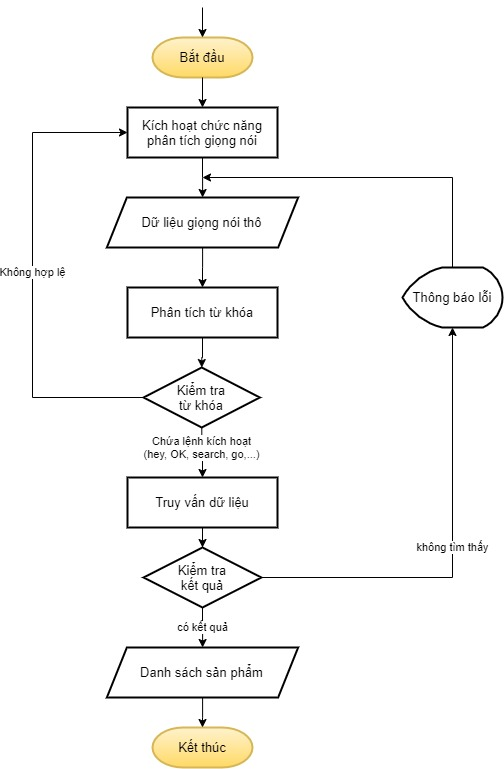 Bắt đầu
Kích hoạt chức năng
phân tích giọng nói
Dữ liệu giọng nói thô
Không hợp lệ
Thông báo lỗi
Phân tích từ khóa
Kiểm tra
từ khóa
Chứa lệnh kích hoạt
(hey, OK, search, go,...)
Truy vấn dữ liệu
không tìm thấy
Kiểm tra
kết quả
có kết quả
Danh sách sản phẩm
Kết thúc